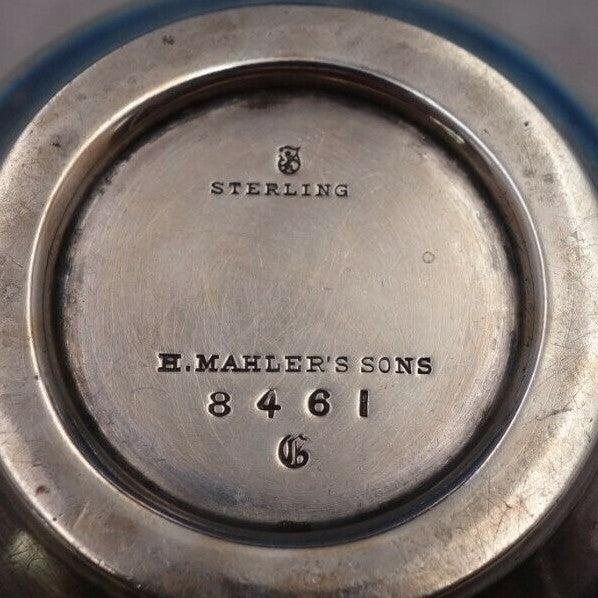 STERLING
H. MAHLER'S SONS
8461
G